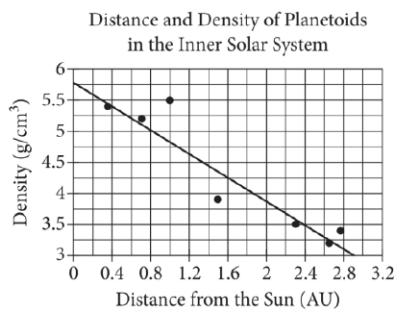 Distance and Density of Planetoids
in the Inner Solar System
Density (g/cm³)
6
5.5
5
4.5
4
3.5
3
0 0.4 0.8 1.2 1.6 2 2.4 2.8 3.2
Distance from the Sun (AU)